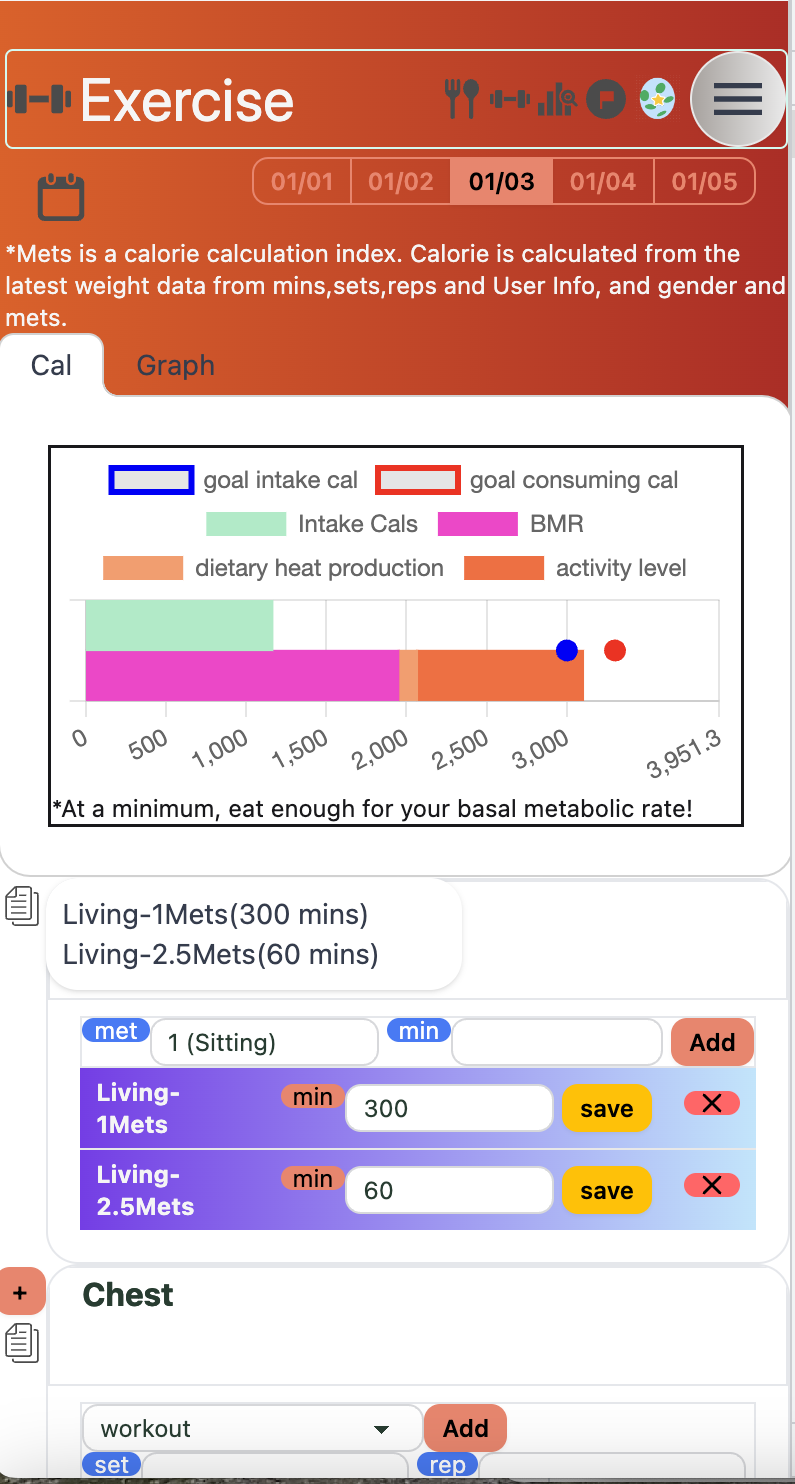 Exercise
01/01 01/02 01/03 01/04 01/05
*Mets is a calorie calculation index. Calorie is calculated from the
latest weight data from mins,sets,reps and User Info, and gender and
mets.
Cal Graph
goal intake cal goal consuming cal
Intake Cals BMR
dietary heat production activity level
0 500 1,000 1,500 2,000 2,500 3,000 3,951.3
*At a minimum, eat enough for your basal metabolic rate!
Living-1Mets(300 mins)
Living-2.5Mets(60 mins)
met 1 (Sitting) min Add
Living-
1Mets
min 300 save X
Living-
2.5Mets
min 60 save X
+ Chest
workout Add
set rep